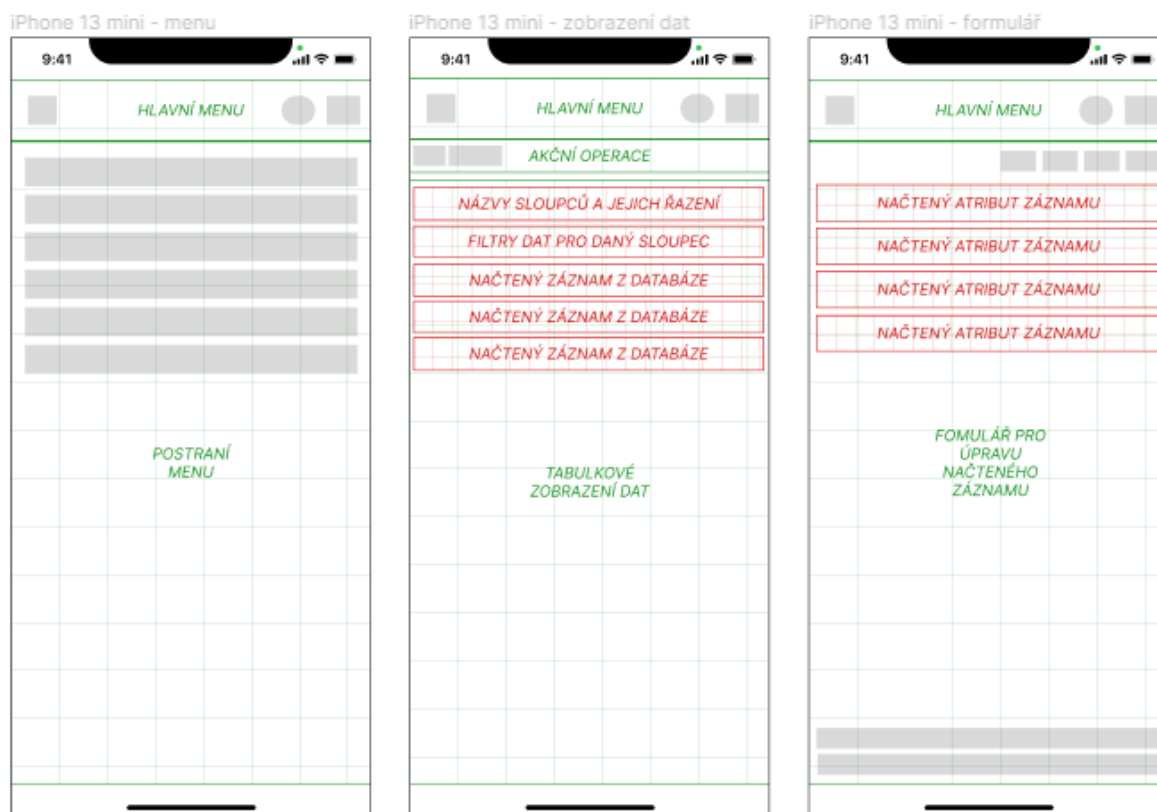 iPhone 13 mini - menu
9:41
HLAVNÍ MENU
POSTRANÍ
MENU
iPhone 13 mini - zobrazení dat
9:41
HLAVNÍ MENU
AKČNÍ OPERACE
NÁZVY SLOUPCŮ A JEJICH ŘAZENÍ
FILTRY DAT PRO DANÝ SLOUPEC
NAČTENÝ ZÁZNAM Z DATABÁZE
NAČTENÝ ZÁZNAM Z DATABÁZE
NAČTENÝ ZÁZNAM Z DATABÁZE
TABULKOVÉ
ZOBRAZENÍ DAT
iPhone 13 mini - formulář
9:41
HLAVNÍ MENU
NAČTENÝ ATRIBUT ZÁZNAMU
NAČTENÝ ATRIBUT ZÁZNAMU
NAČTENÝ ATRIBUT ZÁZNAMU
NAČTENÝ ATRIBUT ZÁZNAMU
FOMULÁŘ PRO
ÚPRAVU
NAČTENÉHO
ZÁZNAMU